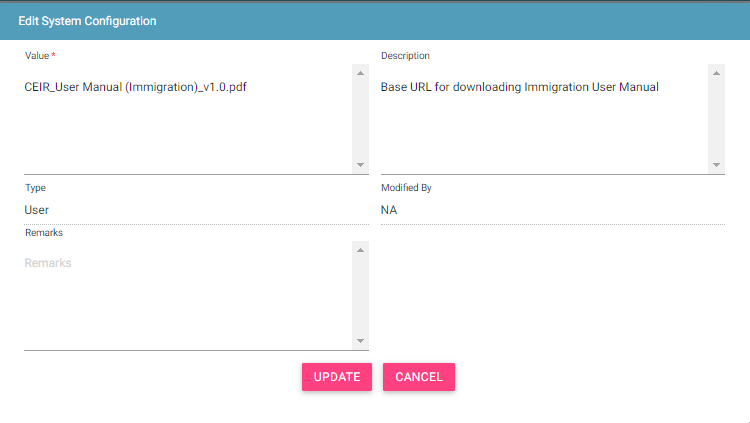 Edit System Configuration
Value *
Description
CEIR_User Manual (Immigration)_v1.0.pdf
Base URL for downloading Immigration User Manual
Type
Modified By
User
NA
Remarks
Remarks
UPDATE
CANCEL